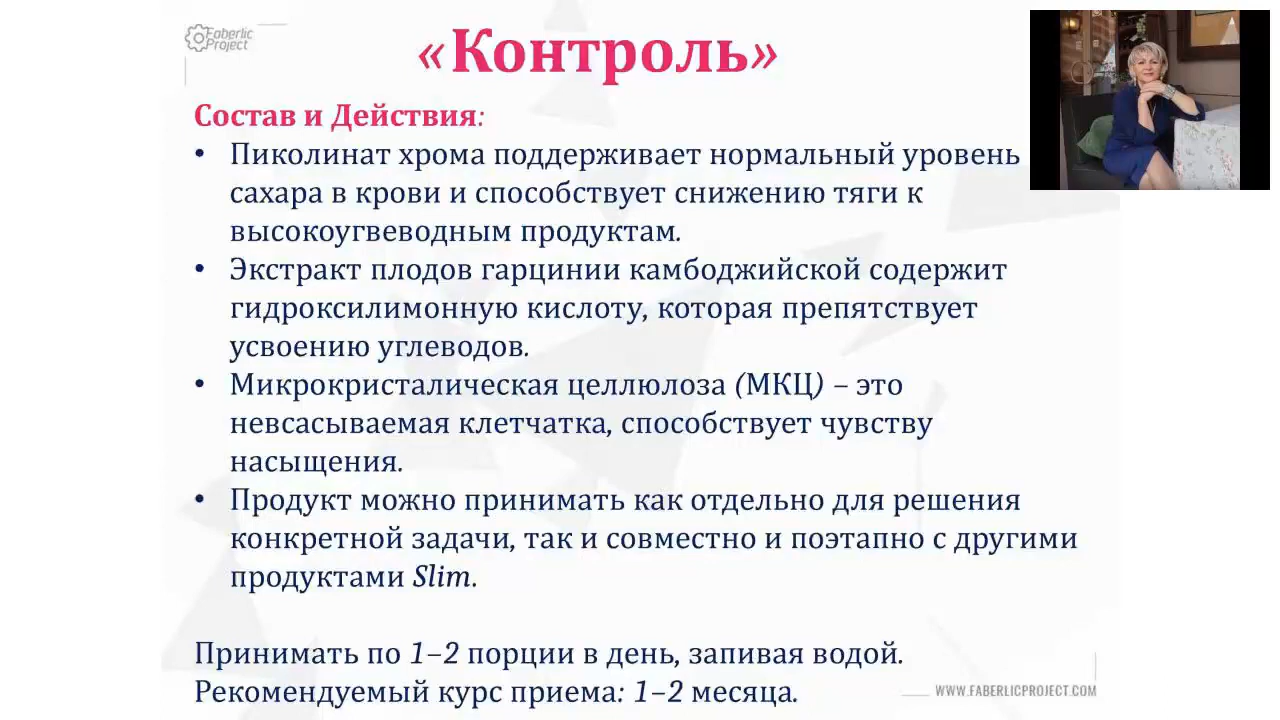 Faberlic
Project
«Контроль»
Состав и Действия:
• Пиколинат хрома поддерживает нормальный уровень
сахара в крови и способствует снижению тяги к
высокоугвеводным продуктам.
• Экстракт плодов гарцинии камбоджийской содержит
гидроксилимонную кислоту, которая препятствует
усвоению углеводов.
• Микрокристалическая целлюлоза (МКЦ) – это
невсасываемая клетчатка, способствует чувству
насыщения.
• Продукт можно принимать как отдельно для решения
конкретной задачи, так и совместно и поэтапно с другими
продуктами Slim.
Принимать по 1–2 порции в день, запивая водой.
Рекомендуемый курс приема: 1–2 месяца.
WWW.FABERLICPROJECT.COM